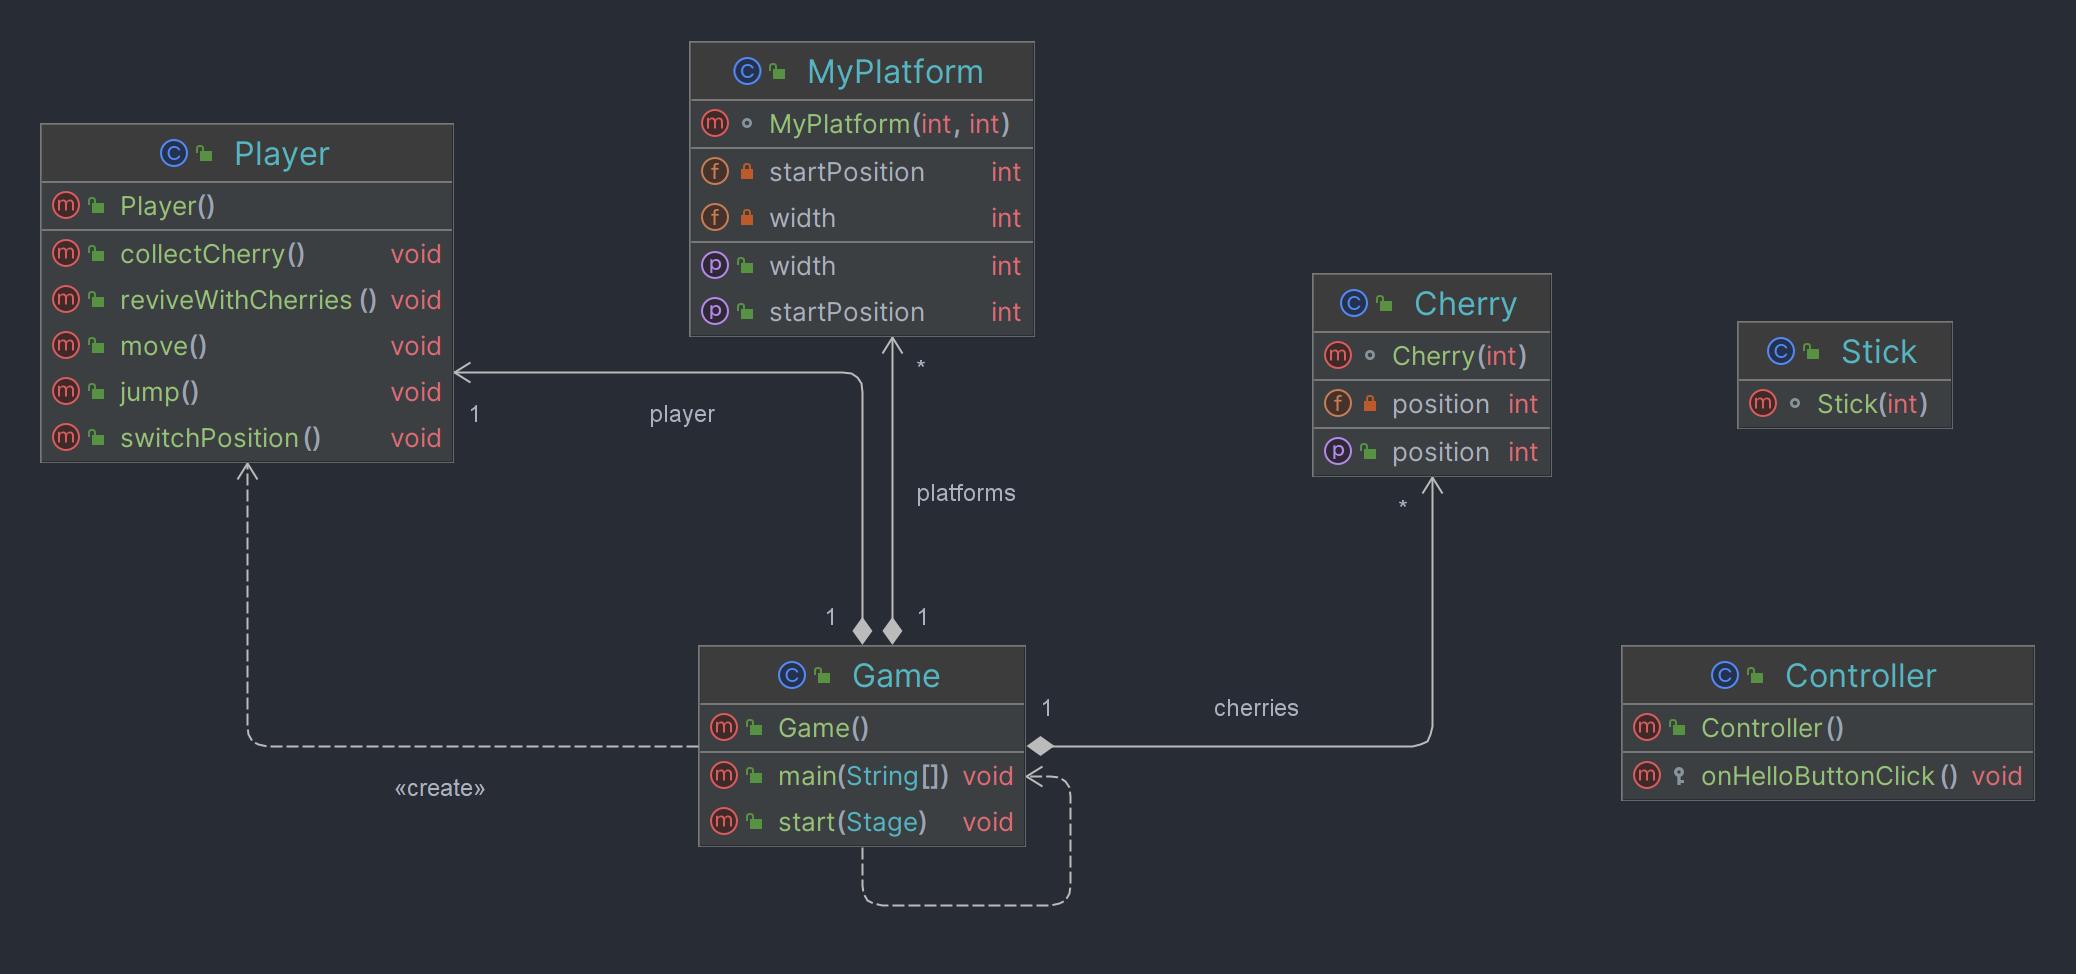 MyPlatform
MyPlatform(int, int)
startPosition int
width int
width int
startPosition int
Player
Player()
collectCherry() void
reviveWithCherries () void
move() void
jump() void
switchPosition () void
Cherry
Cherry(int)
position int
position int
Stick
Stick(int)
*
1
player
platforms
*
1
1
Game
Game()
main(String[]) void
start(Stage) void
1
cherries
«create»
Controller
Controller ()
onHelloButtonClick () void